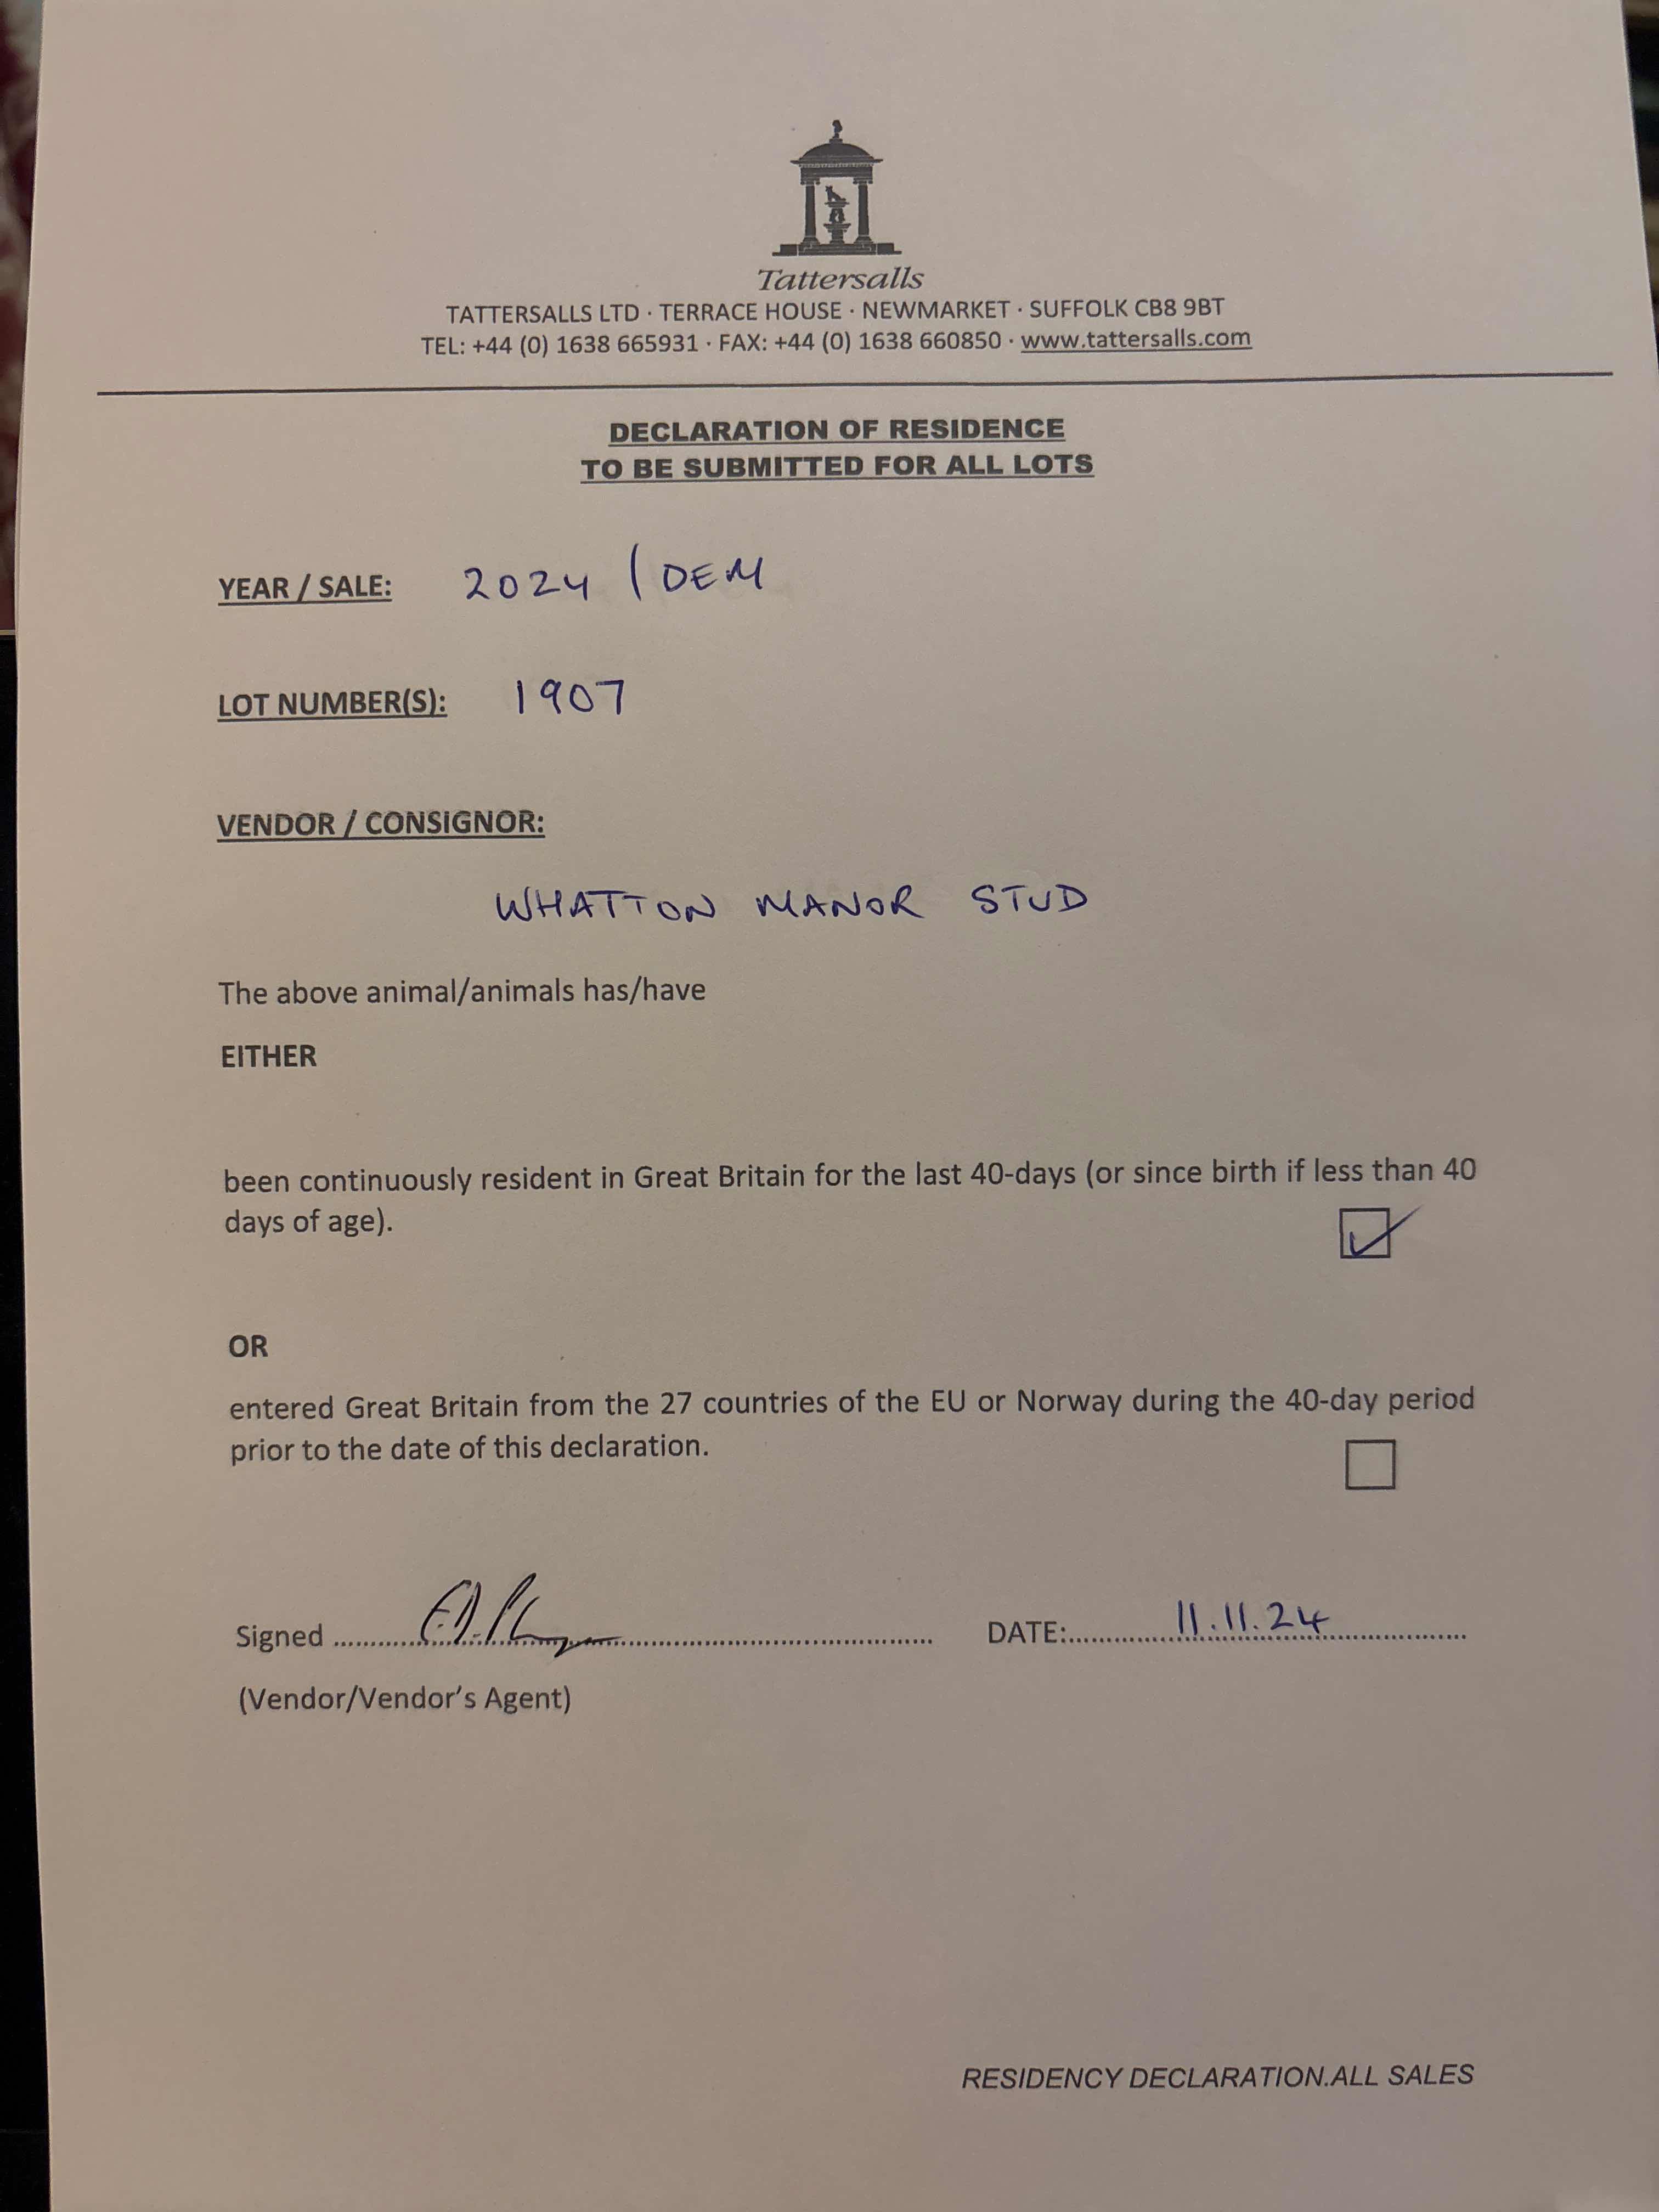 Tattersalls
TATTERSALLS LTD · TERRACE HOUSE · NEWMARKET · SUFFOLK CB8 9BT
TEL: +44 (0) 1638 665931 · FAX: +44 (0) 1638 660850 · www.tattersalls.com
DECLARATION OF RESIDENCE
TO BE SUBMITTED FOR ALL LOTS
YEAR / SALE: 2024 / DEM
LOT NUMBER(S): 1907
VENDOR / CONSIGNOR:
WHATTON MANOR STUD
The above animal/animals has/have
EITHER
been continuously resident in Great Britain for the last 40-days (or since birth if less than 40
days of age).
OR
entered Great Britain from the 27 countries of the EU or Norway during the 40-day period
prior to the date of this declaration.
Signed DATE: 11.11.24
(Vendor/Vendor's Agent)
RESIDENCY DECLARATION.ALL SALES